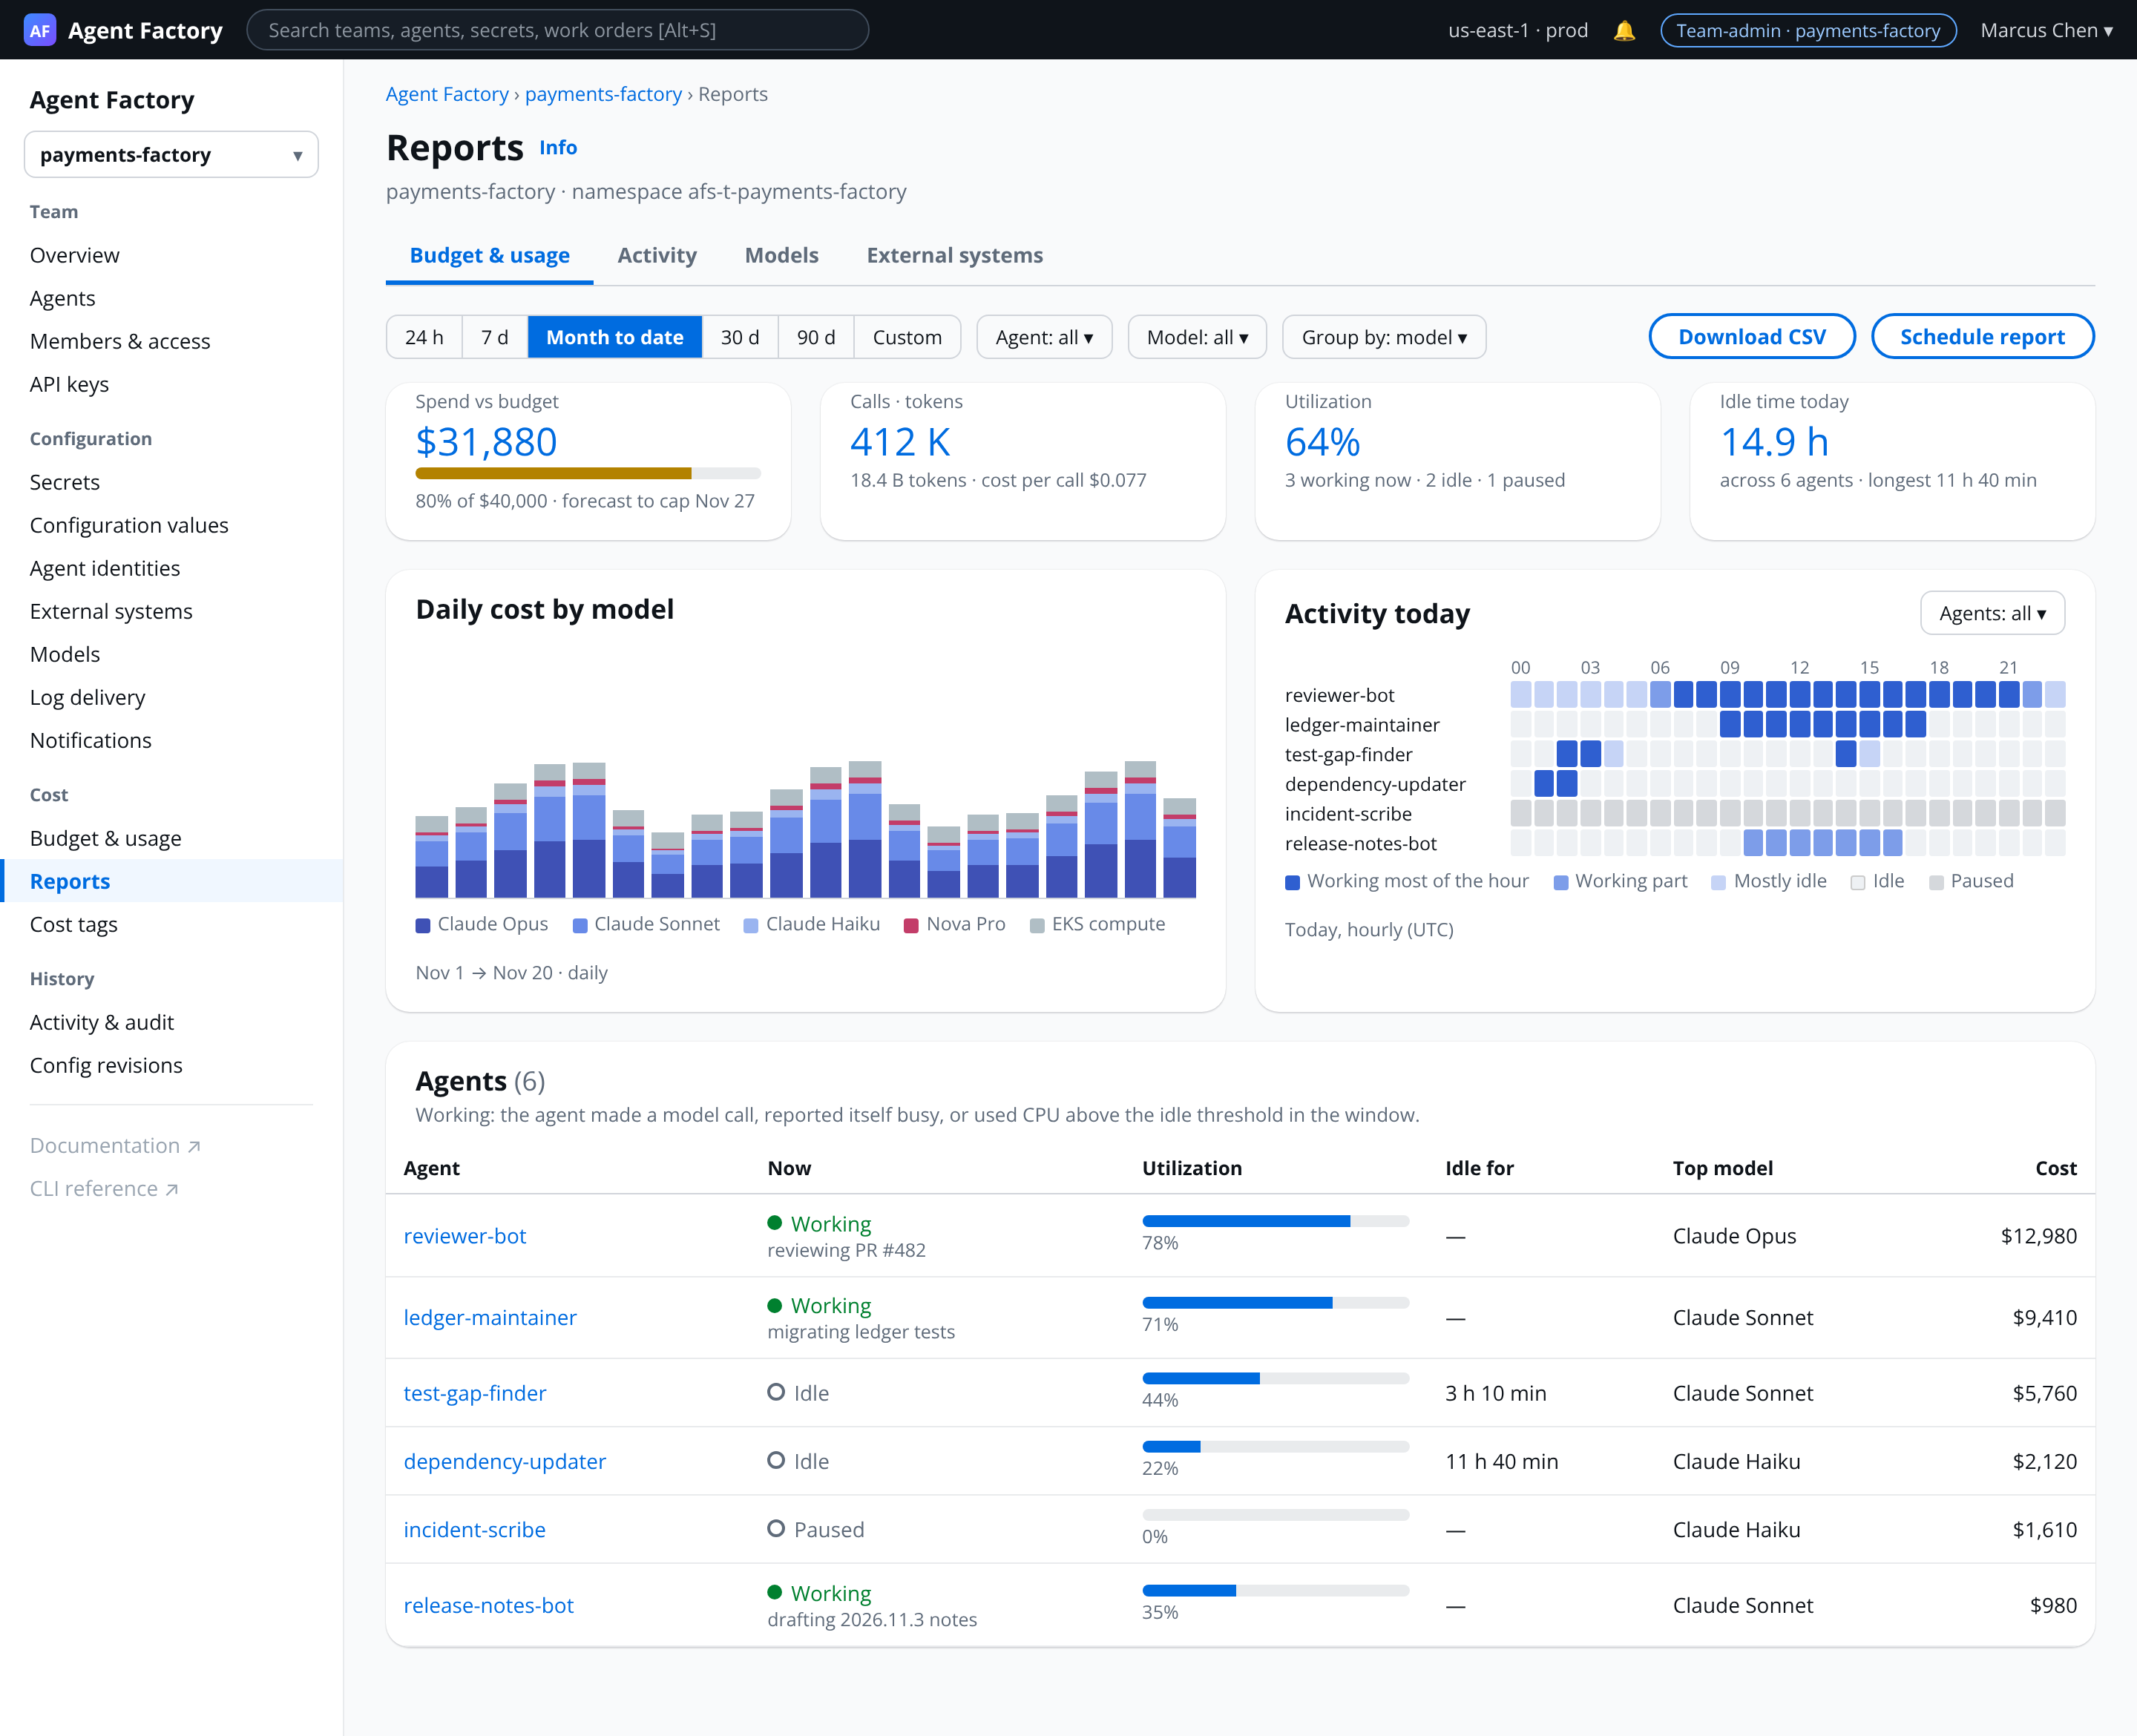 AF Agent Factory
Search teams, agents, secrets, work orders [Alt+S]
us-east-1 · prod
Team-admin · payments-factory
Marcus Chen ▾
Agent Factory
payments-factory ▾
Team
Overview
Agents
Members & access
API keys
Configuration
Secrets
Configuration values
Agent identities
External systems
Models
Log delivery
Notifications
Cost
Budget & usage
Reports
Cost tags
History
Activity & audit
Config revisions
Documentation ↗
CLI reference ↗
Agent Factory › payments-factory › Reports
Reports Info
payments-factory · namespace afs-t-payments-factory
Budget & usage Activity Models External systems
24 h 7 d Month to date 30 d 90 d Custom Agent: all ▾ Model: all ▾ Group by: model ▾ Download CSV Schedule report
Spend vs budget
$31,880
80% of $40,000 · forecast to cap Nov 27
Calls · tokens
412 K
18.4 B tokens · cost per call $0.077
Utilization
64%
3 working now · 2 idle · 1 paused
Idle time today
14.9 h
across 6 agents · longest 11 h 40 min
Daily cost by model
Claude Opus Claude Sonnet Claude Haiku Nova Pro EKS compute
Nov 1 → Nov 20 · daily
Activity today Agents: all ▾
00 03 06 09 12 15 18 21
reviewer-bot
ledger-maintainer
test-gap-finder
dependency-updater
incident-scribe
release-notes-bot
Working most of the hour Working part Mostly idle Idle Paused
Today, hourly (UTC)
Agents (6)
Working: the agent made a model call, reported itself busy, or used CPU above the idle threshold in the window.
Agent Now Utilization Idle for Top model Cost
reviewer-bot Working 78% — Claude Opus $12,980
reviewing PR #482
ledger-maintainer Working 71% — Claude Sonnet $9,410
migrating ledger tests
test-gap-finder Idle 44% 3 h 10 min Claude Sonnet $5,760
dependency-updater Idle 22% 11 h 40 min Claude Haiku $2,120
incident-scribe Paused 0% — Claude Haiku $1,610
release-notes-bot Working 35% — Claude Sonnet $980
drafting 2026.11.3 notes